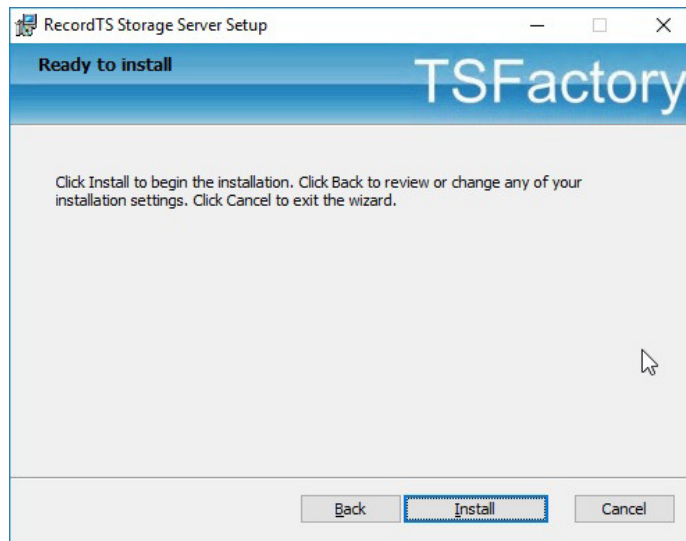 RecordTS Storage Server Setup
Ready to install
TSFactory
Click Install to begin the installation. Click Back to review or change any of your
installation settings. Click Cancel to exit the wizard.
Back
Install
Cancel